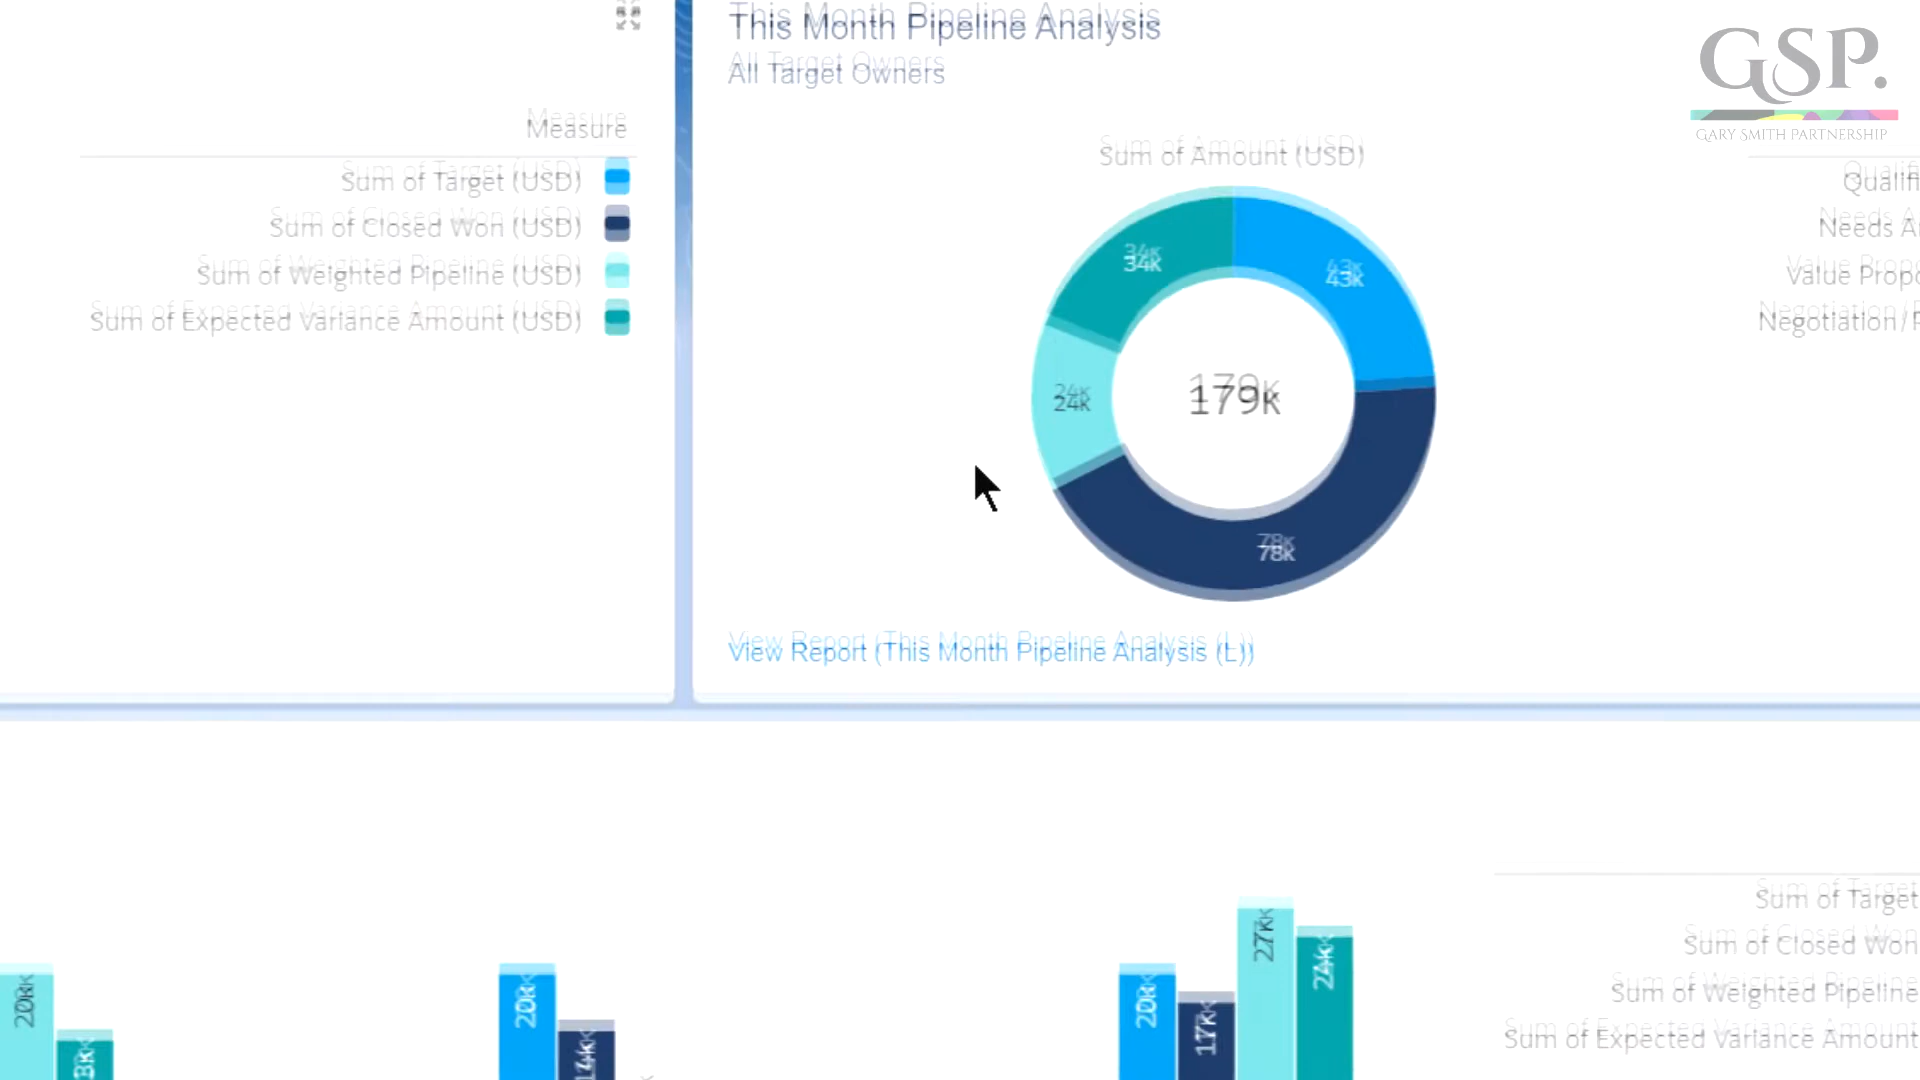 This Month Pipeline Analysis
All Target Owners
GSP.
GARY SMITH PARTNERSHIP
Measure
Sum of Target (USD)
Sum of Closed Won (USD)
Sum of Weighted Pipeline (USD)
Sum of Expected Variance Amount (USD)
Sum of Amount (USD)
34K
43K
24K
179K
78K
Qualifi
Needs A
Value Propo
Negotiation/
View Report (This Month Pipeline Analysis (L))
20K
20K
20K
17K
27K
24K
Sum of Target
Sum of Closed Won
Sum of Weighted Pipeline
Sum of Expected Variance Amount